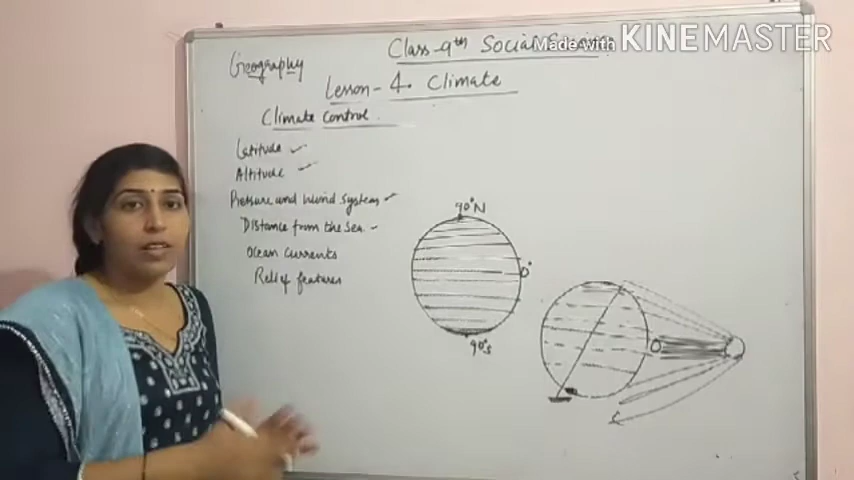 Geography
Class-9th Social Science
Made with KINEMASTER
Lesson-4. Climate
Climate Control.
Latitude
Altitude
Pressure and Wind System
Distance from the Sea
Ocean Currents
Relief features
90°N
0°
90°S
0